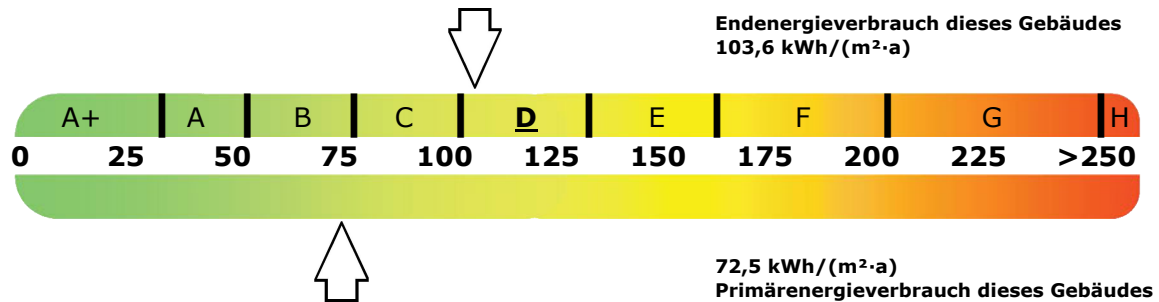 Endenergieverbrauch dieses Gebäudes
103,6 kWh/(m²·a)
A+ A B C D E F G H
0 25 50 75 100 125 150 175 200 225 >250
72,5 kWh/(m²·a)
Primärenergieverbrauch dieses Gebäudes